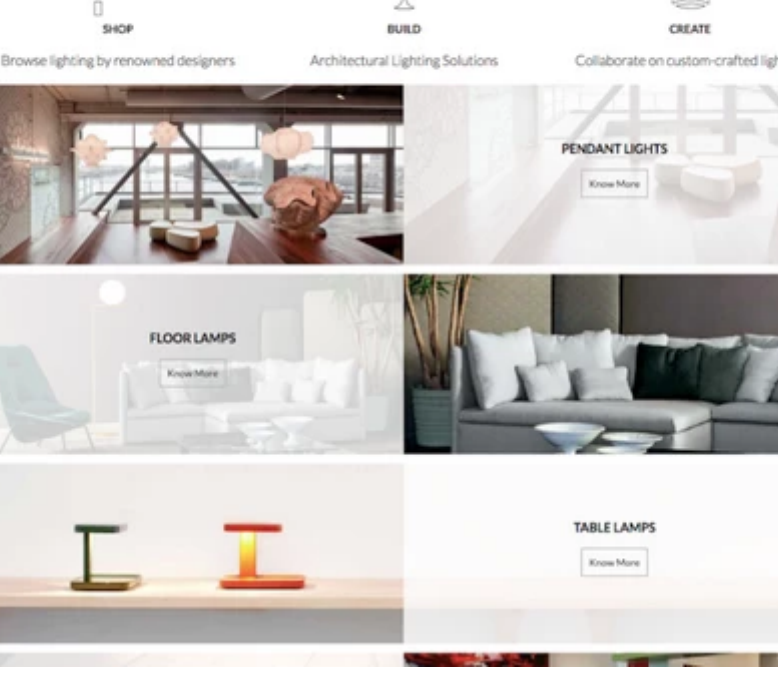 SHOP
BUILD
CREATE
Browse lighting by renowned designers
Architectural Lighting Solutions
Collaborate on custom-crafted
PENDANT LIGHTS
Know More
FLOOR LAMPS
Know More
TABLE LAMPS
Know More